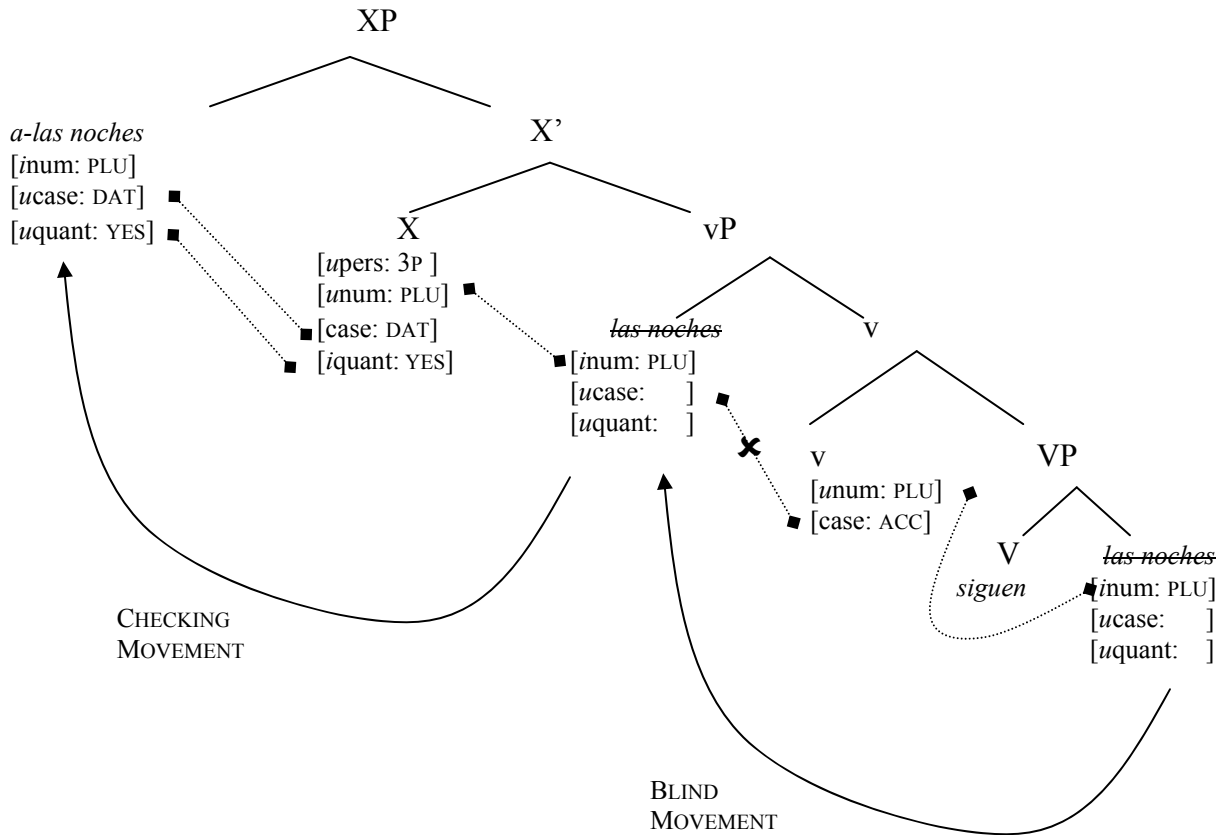 XP
a-las noches
[inum: PLU]
[ucase: DAT]
[uquant: YES]
X’
X
[upers: 3P ]
[unum: PLU]
[case: DAT]
[iquant: YES]
vP
las noches
[inum: PLU]
[ucase: ]
[uquant: ]
v
v
[unum: PLU]
[case: ACC]
VP
V
siguen
las noches
[inum: PLU]
[ucase: ]
[uquant: ]
CHECKING
MOVEMENT
BLIND
MOVEMENT